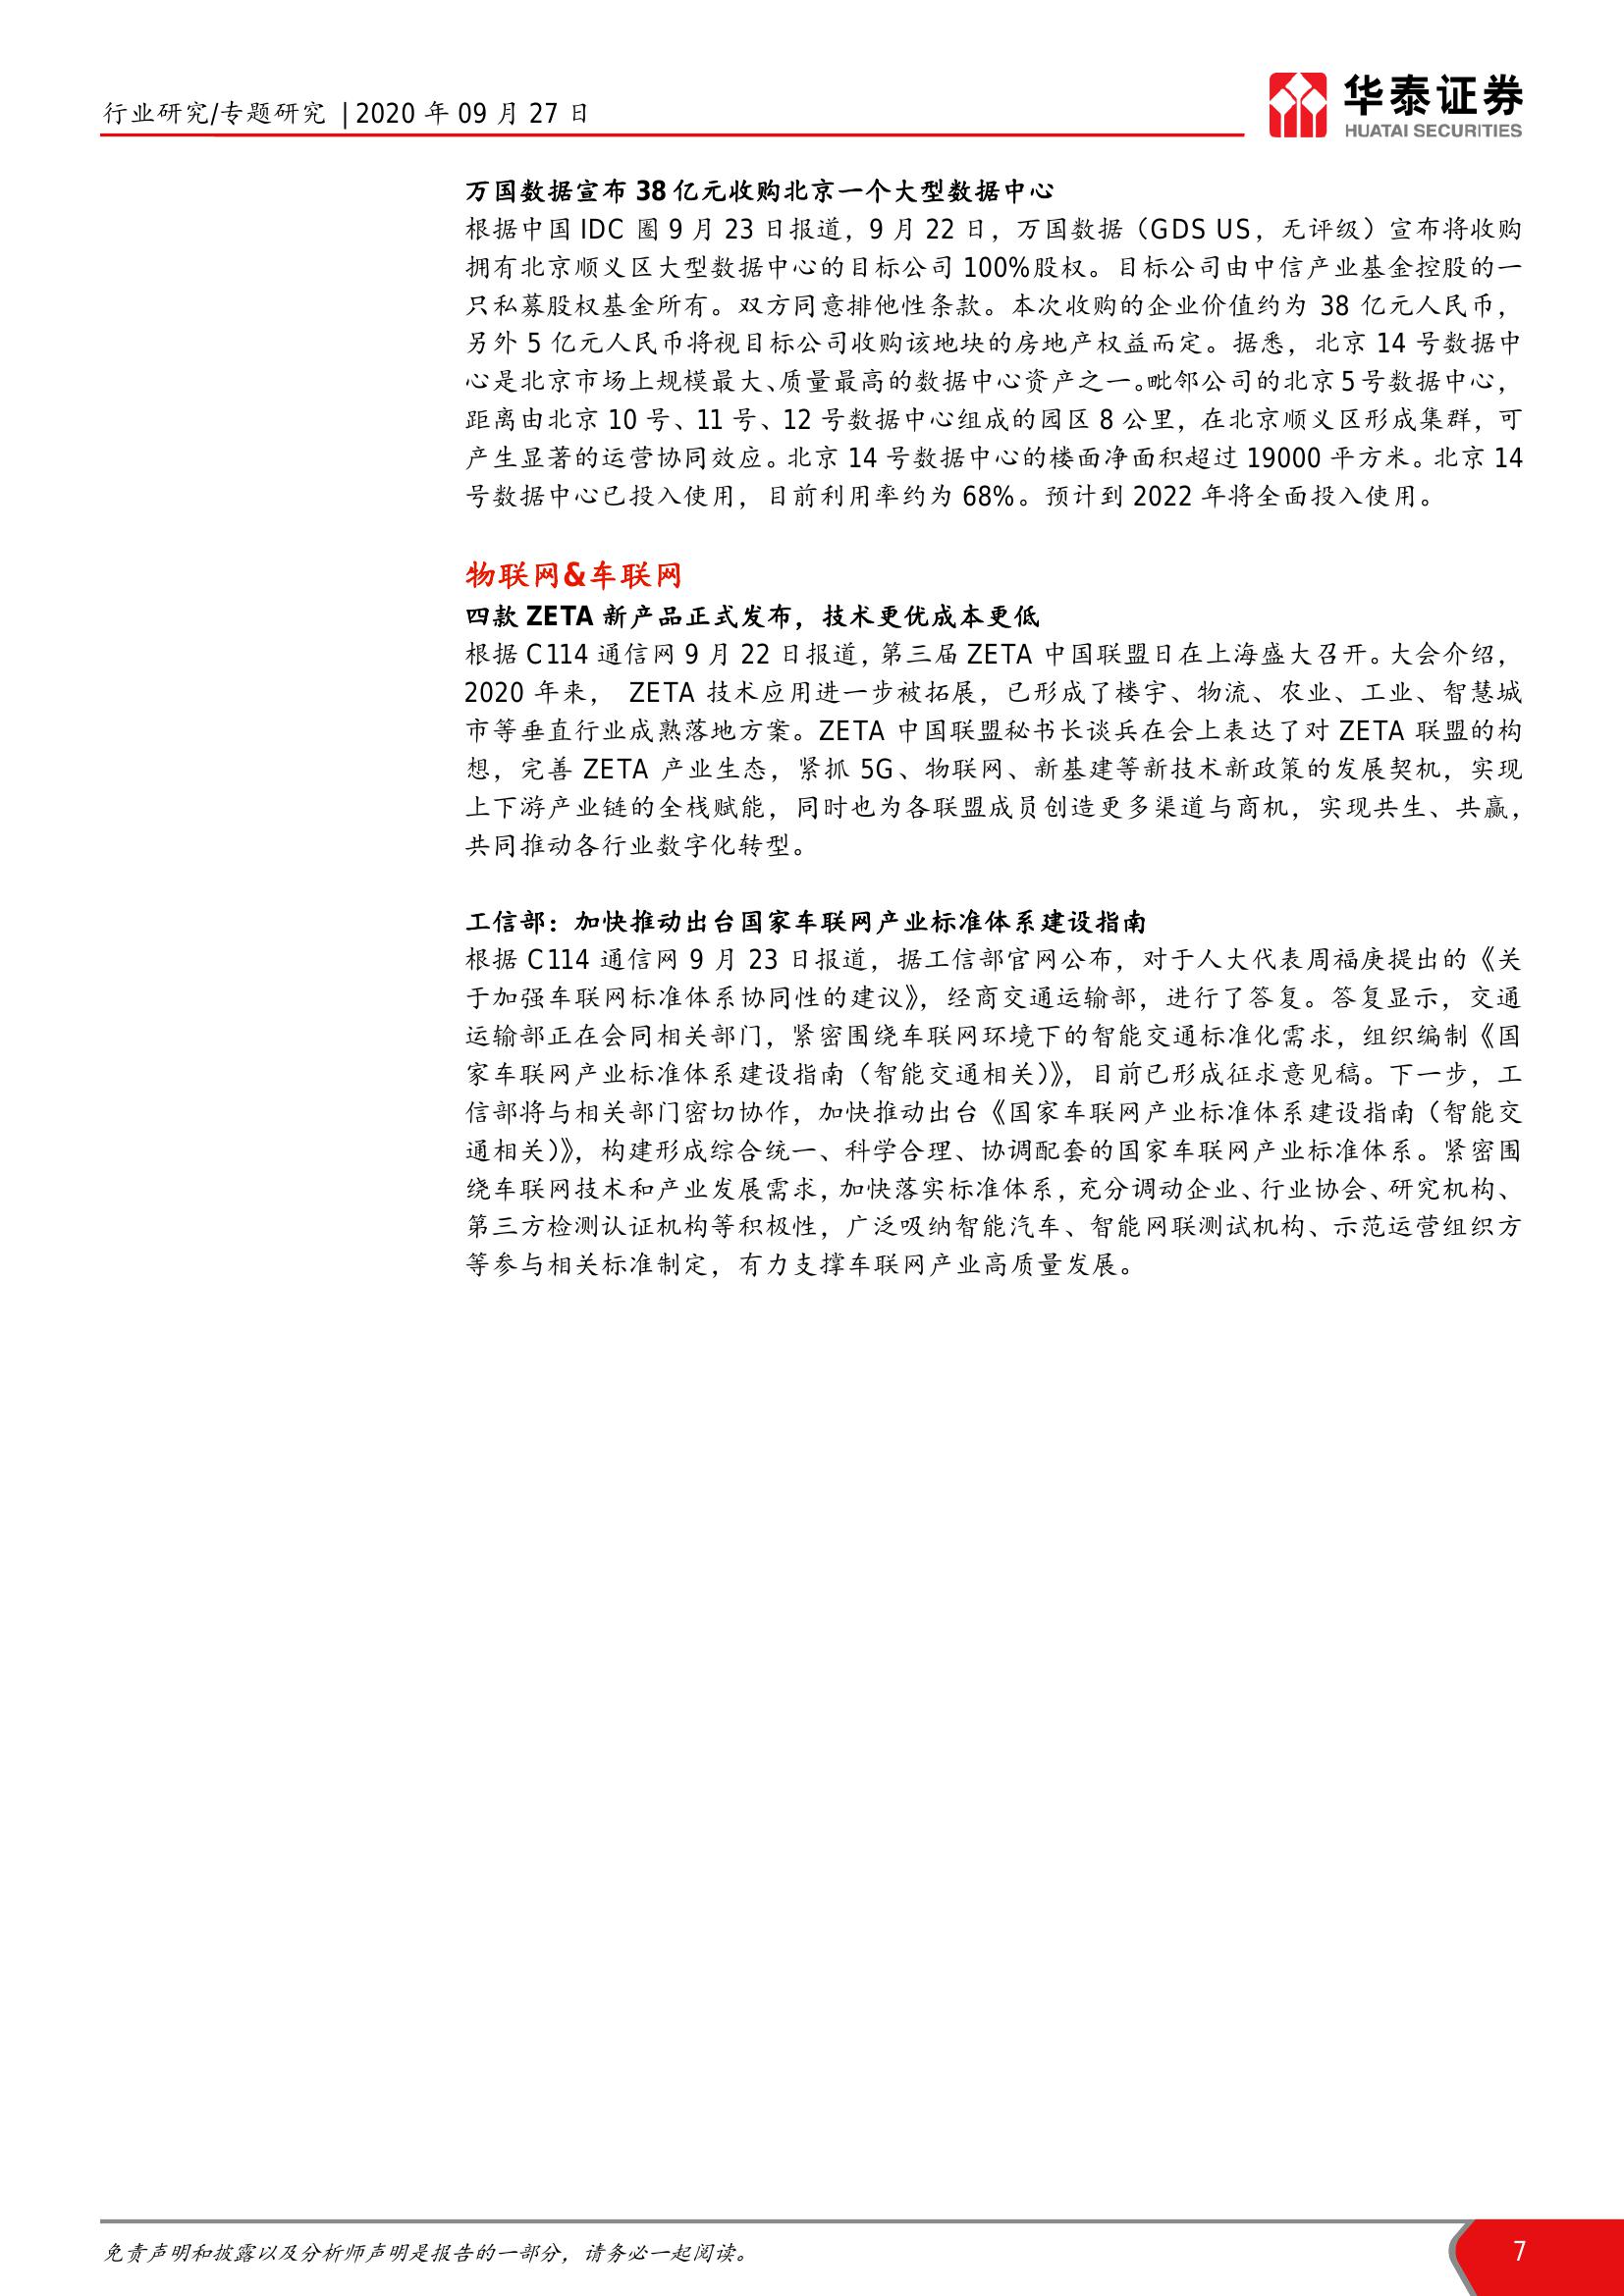 行业研究/专题研究 | 2020 年 09 月 27 日
华泰证券
HUATAI SECURITIES
万国数据宣布 38 亿元收购北京一个大型数据中心
根据中国 IDC 圈 9 月 23 日报道，9 月 22 日，万国数据（GDS US，无评级）宣布将收购
拥有北京顺义区大型数据中心的目标公司 100%股权。目标公司由中信产业基金控股的一
只私募股权基金所有。双方同意排他性条款。本次收购的企业价值约为 38 亿元人民币，
另外 5 亿元人民币将视目标公司收购该地块的房地产权益而定。据悉，北京 14 号数据中
心是北京市场上规模最大、质量最高的数据中心资产之一。毗邻公司的北京 5 号数据中心，
距离由北京 10 号、11 号、12 号数据中心组成的园区 8 公里，在北京顺义区形成集群，可
产生显著的运营协同效应。北京 14 号数据中心的楼面净面积超过 19000 平方米。北京 14
号数据中心已投入使用，目前利用率约为 68%。预计到 2022 年将全面投入使用。
物联网&车联网
四款 ZETA 新产品正式发布，技术更优成本更低
根据 C114 通信网 9 月 22 日报道，第三届 ZETA 中国联盟日在上海盛大召开。大会介绍，
2020 年来， ZETA 技术应用进一步被拓展，已形成了楼宇、物流、农业、工业、智慧城
市等垂直行业成熟落地方案。ZETA 中国联盟秘书长谈兵在会上表达了对 ZETA 联盟的构
想，完善 ZETA 产业生态，紧抓 5G、物联网、新基建等新技术新政策的发展契机，实现
上下游产业链的全栈赋能，同时也为各联盟成员创造更多渠道与商机，实现共生、共赢，
共同推动各行业数字化转型。
工信部：加快推动出台国家车联网产业标准体系建设指南
根据 C114 通信网 9 月 23 日报道，据工信部官网公布，对于人大代表周福庚提出的《关
于加强车联网标准体系协同性的建议》，经商交通运输部，进行了答复。答复显示，交通
运输部正在会同相关部门，紧密围绕车联网环境下的智能交通标准化需求，组织编制《国
家车联网产业标准体系建设指南（智能交通相关）》，目前已形成征求意见稿。下一步，工
信部将与相关部门密切协作，加快推动出台《国家车联网产业标准体系建设指南（智能交
通相关）》，构建形成综合统一、科学合理、协调配套的国家车联网产业标准体系。紧密围
绕车联网技术和产业发展需求，加快落实标准体系，充分调动企业、行业协会、研究机构、
第三方检测认证机构等积极性，广泛吸纳智能汽车、智能网联测试机构、示范运营组织方
等参与相关标准制定，有力支撑车联网产业高质量发展。
免责声明和披露以及分析师声明是报告的一部分，请务必一起阅读。
7